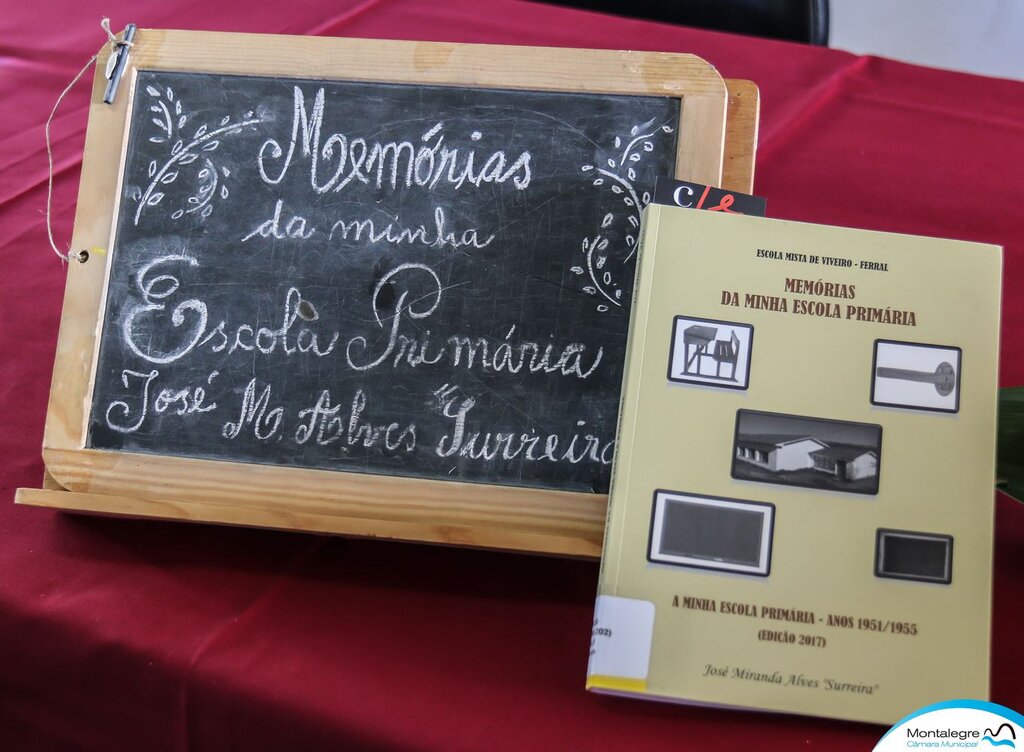 Memórias
da minha
Escola Primária
José M. Alves "Surreira
C/e
ESCOLA MISTA DE VIVEIRO - FERRAL
MEMÓRIAS
DA MINHA ESCOLA PRIMÁRIA
A MINHA ESCOLA PRIMÁRIA - ANOS 1951/1955
(EDIÇÃO 2017)
José Miranda Alves "Surreira"
Montalegre
Câmara Municipal